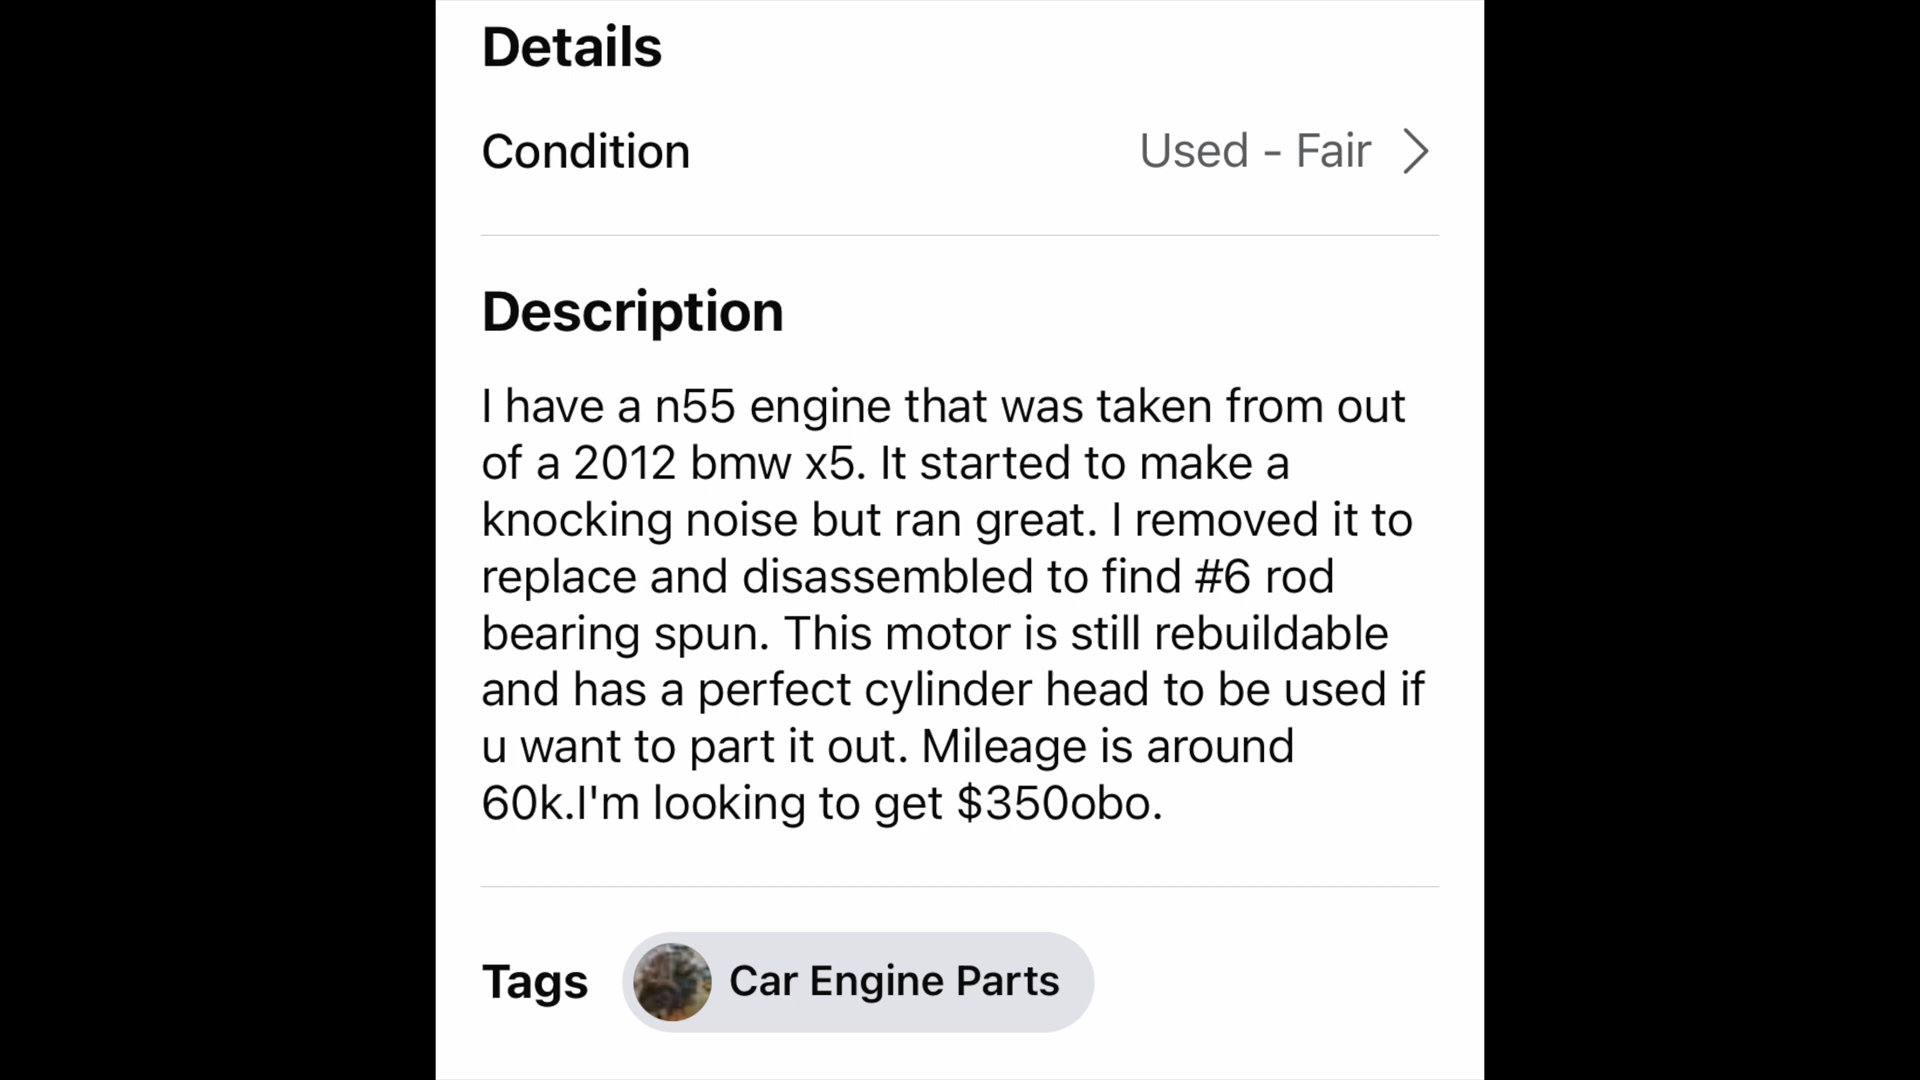 Details
Condition
Used - Fair
Description
I have a n55 engine that was taken from out
of a 2012 bmw x5. It started to make a
knocking noise but ran great. I removed it to
replace and disassembled to find #6 rod
bearing spun. This motor is still rebuildable
and has a perfect cylinder head to be used if
u want to part it out. Mileage is around
60k.I'm looking to get $350obo.
Tags
Car Engine Parts